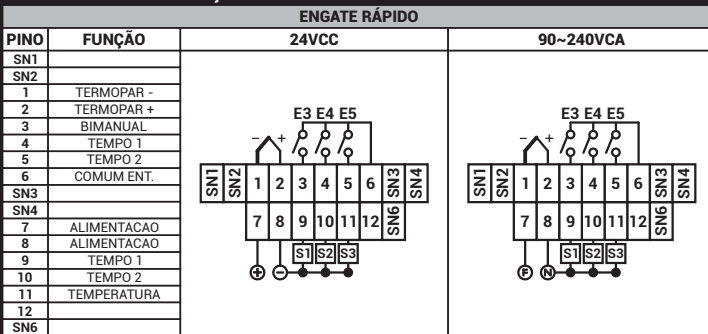 ENGATE RÁPIDO
PINO FUNÇÃO 24VCC 90~240VCA
SN1
SN2
1 TERMOPAR -
2 TERMOPAR +
3 BIMANUAL
4 TEMPO 1
5 TEMPO 2
6 COMUM ENT.
SN3
SN4
7 ALIMENTACAO
8 ALIMENTACAO
9 TEMPO 1
10 TEMPO 2
11 TEMPERATURA
12
SN6
E3 E4 E5
- +
SN1 SN2 1 2 3 4 5 6 SN3 SN4
7 8 9 10 11 12 SN6
S1 S2 S3
+ -
E3 E4 E5
- +
SN1 SN2 1 2 3 4 5 6 SN3 SN4
7 8 9 10 11 12 SN6
S1 S2 S3
F N